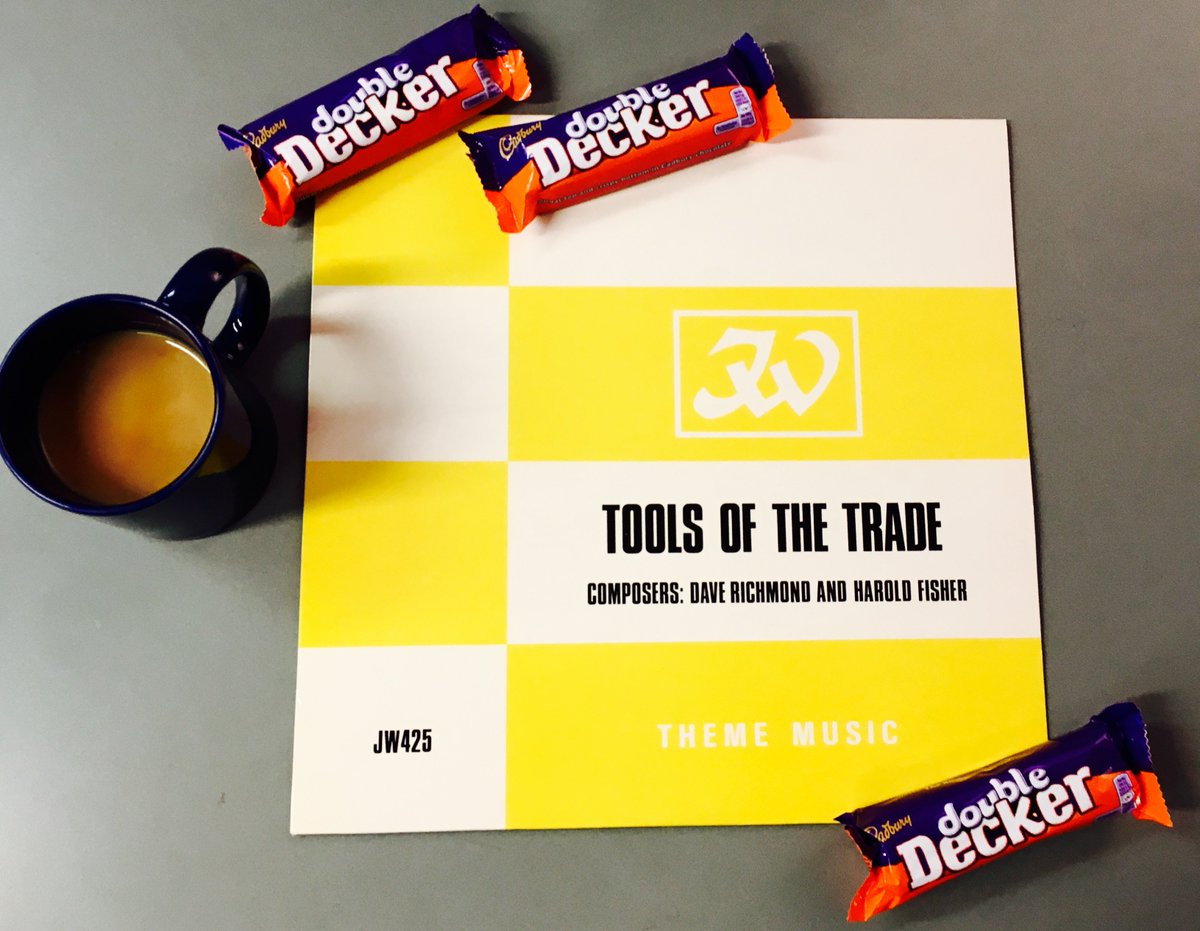 Cadbury
double
Decker
Cadbury
double
Decker
JW
TOOLS OF THE TRADE
COMPOSERS: DAVE RICHMOND AND HAROLD FISHER
JW425
THEME MUSIC
Cadbury
double
Decker